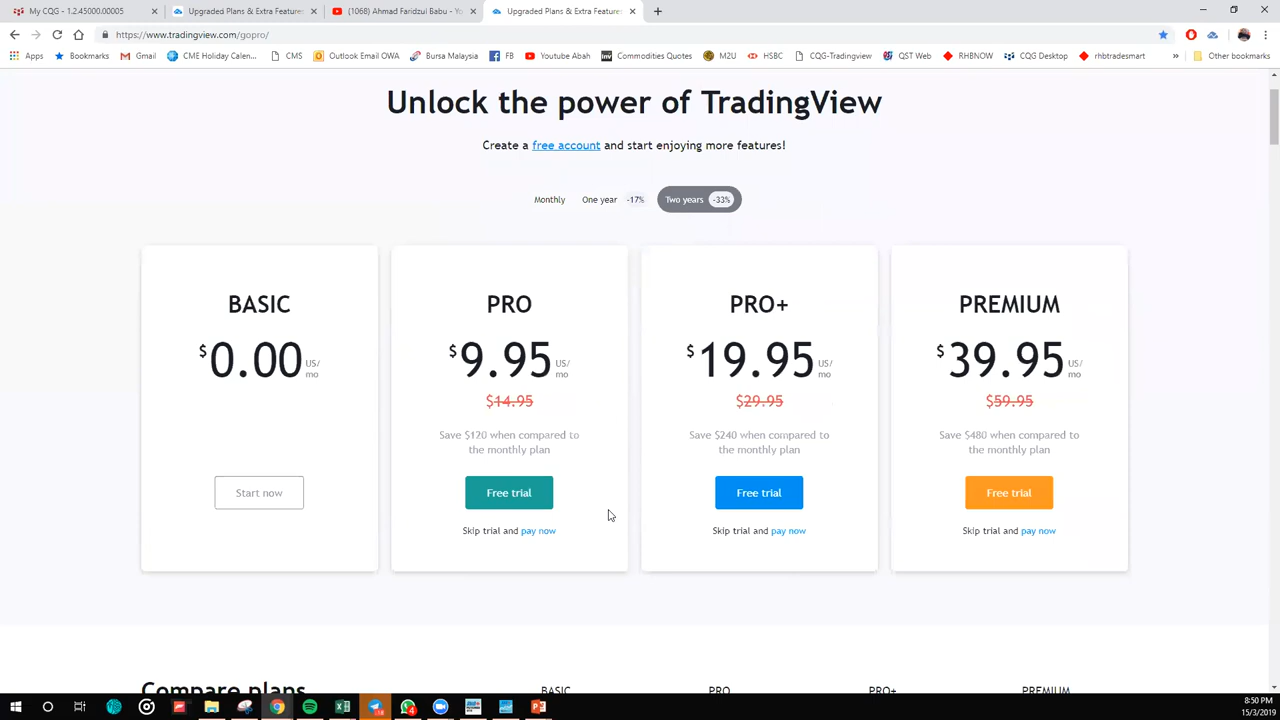 My CQG - 1.2.45000.00005
Upgraded Plans & Extra Feature
(1068) Ahmad Faridzul Babu - Yo
Upgraded Plans & Extra Feature
https://www.tradingview.com/gopro/
Apps
Bookmarks
Gmail
CME Holiday Calen...
CMS
Outlook Email OWA
Bursa Malaysia
FB
Youtube Abah
Commodities Quotes
M2U
HSBC
CQG-Tradingview
QST Web
RHBNOW
CQG Desktop
rhbtradesmart
»
Other bookmarks
Unlock the power of TradingView
Create a free account and start enjoying more features!
Monthly
One year -17%
Two years -33%
BASIC
$0.00 US/
mo
Start now
PRO
$9.95 US/
mo
$14.95
Save $120 when compared to
the monthly plan
Free trial
Skip trial and pay now
PRO+
$19.95 US/
mo
$29.95
Save $240 when compared to
the monthly plan
Free trial
Skip trial and pay now
PREMIUM
$39.95 US/
mo
$59.95
Save $480 when compared to
the monthly plan
Free trial
Skip trial and pay now
Compare plans
BASIC
PRO
PRO+
PREMIUM
8:50 PM
15/3/2019